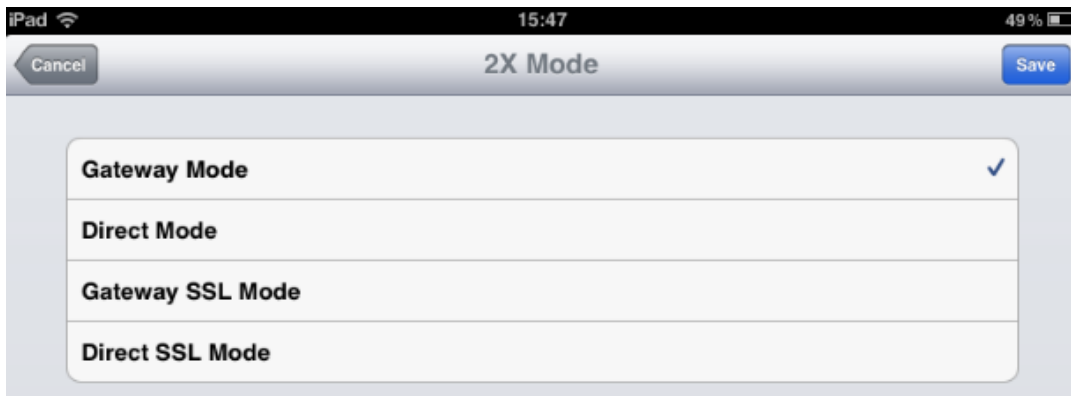 iPad 15:47 49%
Cancel 2X Mode Save
Gateway Mode
Direct Mode
Gateway SSL Mode
Direct SSL Mode